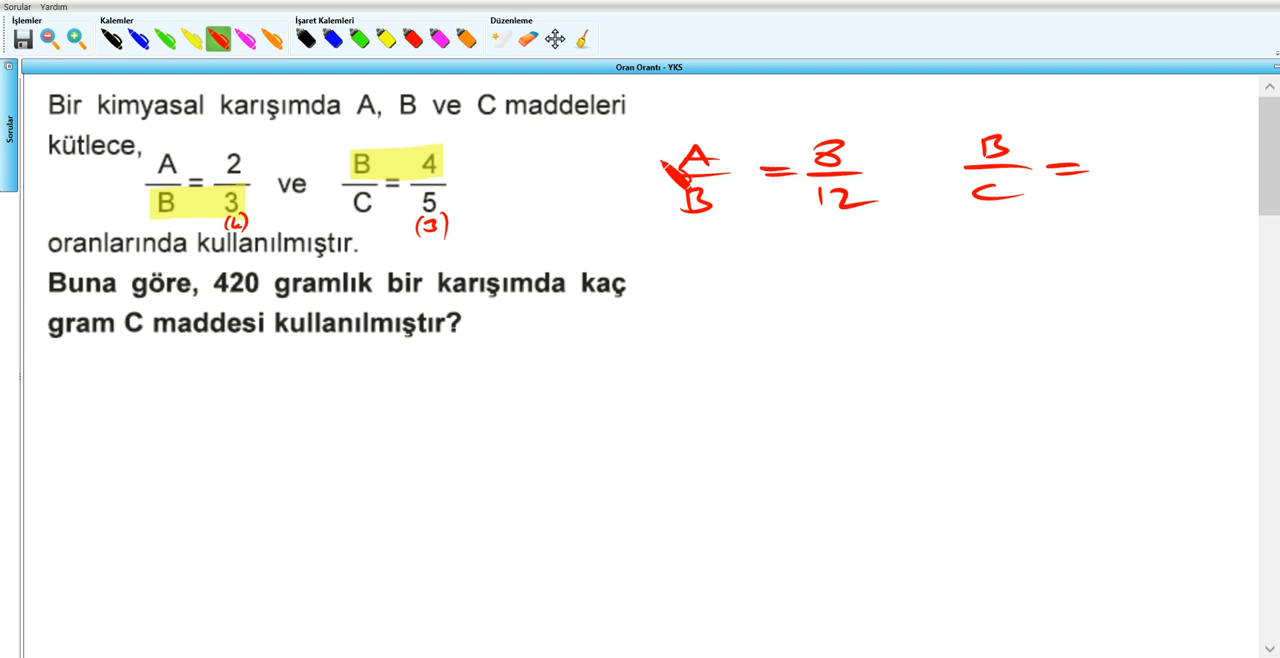 Sorular Yardım
İşlemler Kalemler İşaret Kalemleri Düzenleme
Oran Orantı - YKS
Sorular
Bir kimyasal karışımda A, B ve C maddeleri
kütlece,
A/B = 2/3 ve B/C = 4/5
(4) (3)
oranlarında kullanılmıştır.
Buna göre, 420 gramlık bir karışımda kaç
gram C maddesi kullanılmıştır?
A/B = 8/12 B/C =